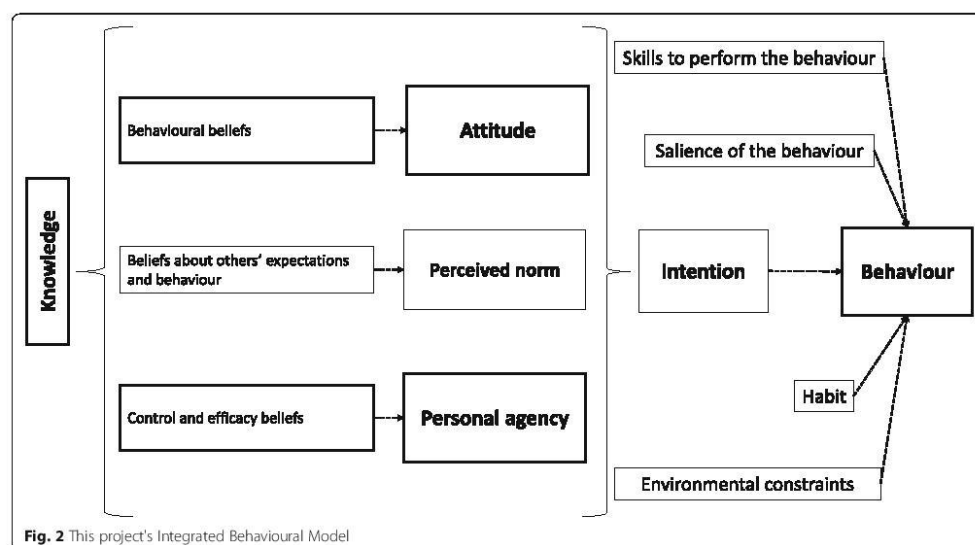 Knowledge
Behavioural beliefs
Attitude
Beliefs about others' expectations
and behaviour
Perceived norm
Control and efficacy beliefs
Personal agency
Intention
Skills to perform the behaviour
Salience of the behaviour
Behaviour
Habit
Environmental constraints
Fig. 2 This project's Integrated Behavioural Model